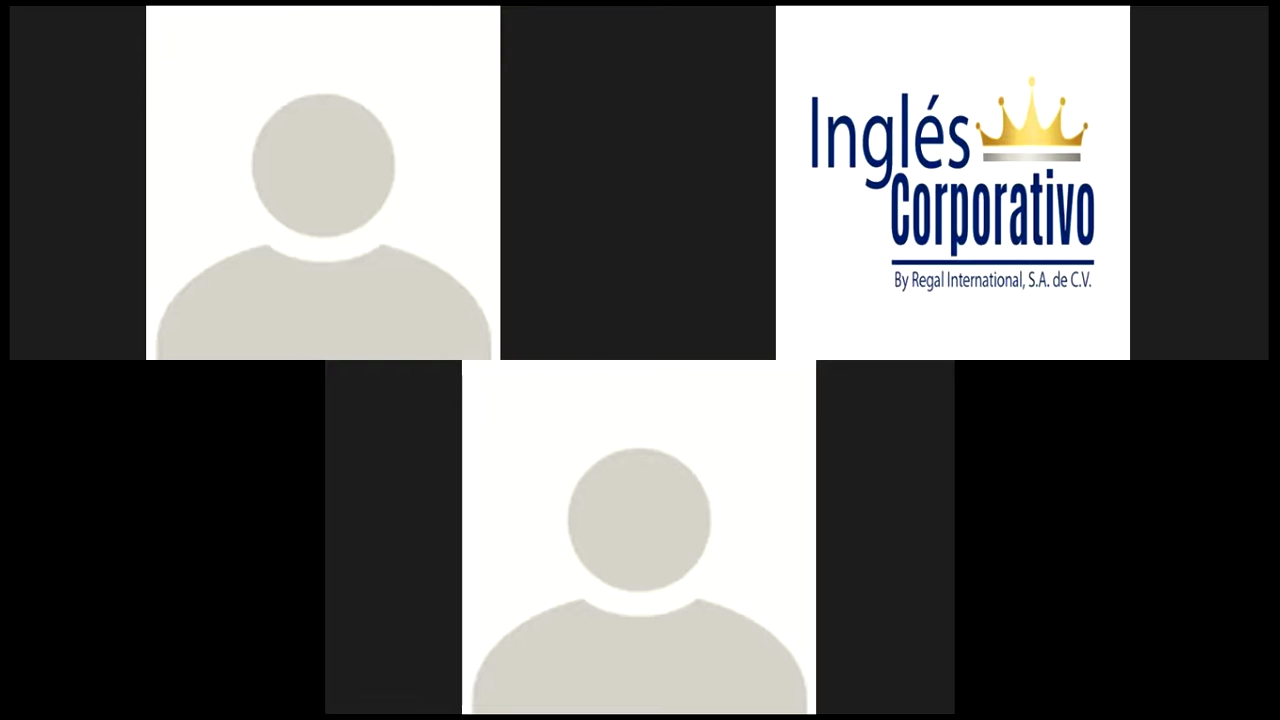 Inglés
Corporativo
By Regal International, S.A. de C.V.